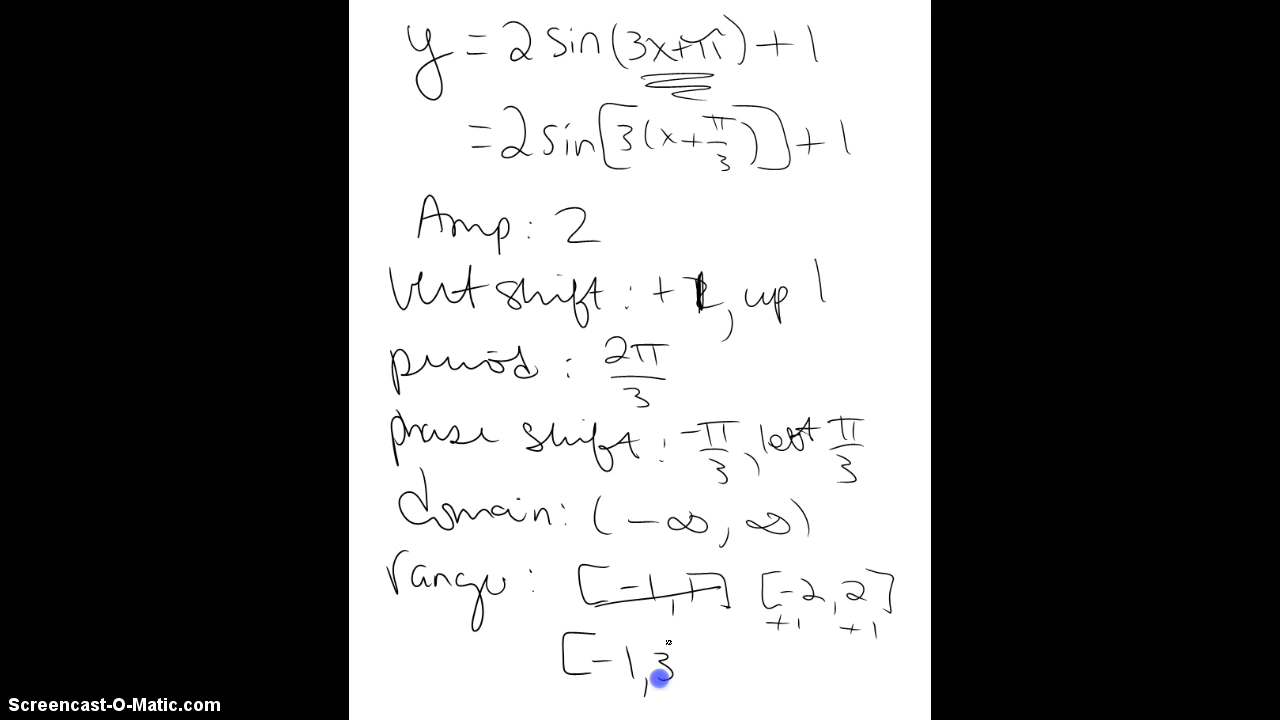 y = 2 sin(3x+π) + 1
= 2 sin[3(x+π/3)] + 1
Amp: 2
Vert shift: +1, up 1
period: 2π/3
phase shift: -π/3, left π/3
domain: (-∞, ∞)
range: [-1, 1] [-2, 2]
+1 +1
[-1, 3
Screencast-O-Matic.com